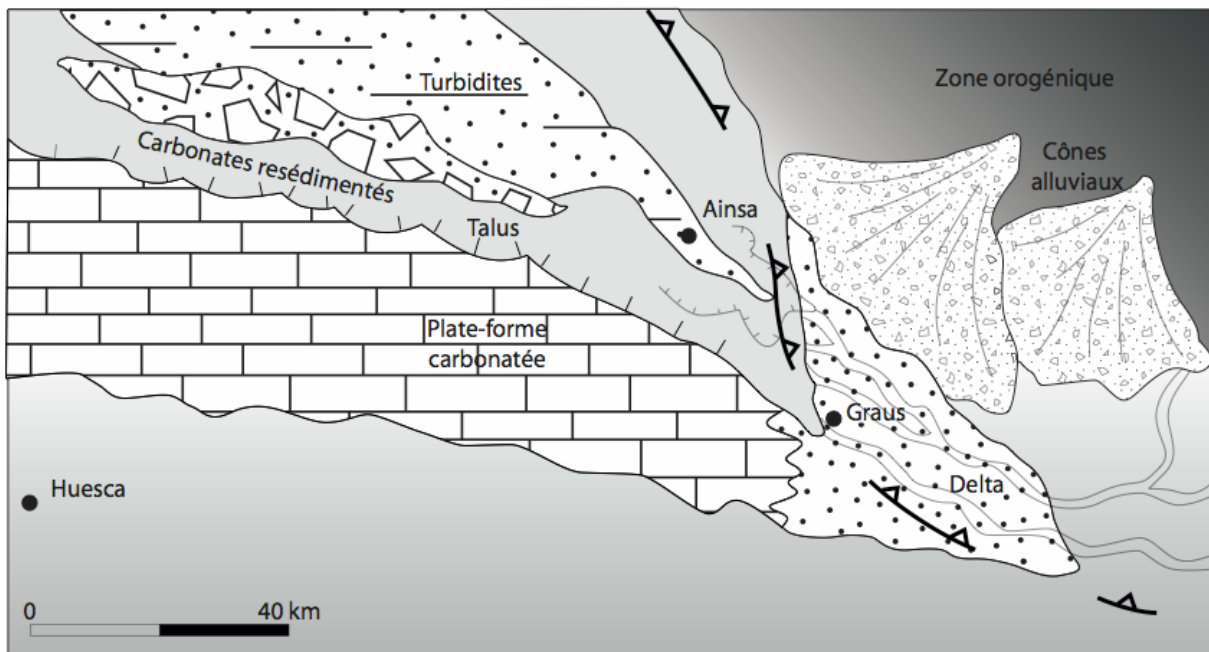 Zone orogénique
Turbidites
Cônes
alluviaux
Carbonates resédimentés
Ainsa
Talus
Plate-forme
carbonatée
Graus
Delta
Huesca
0
40 km